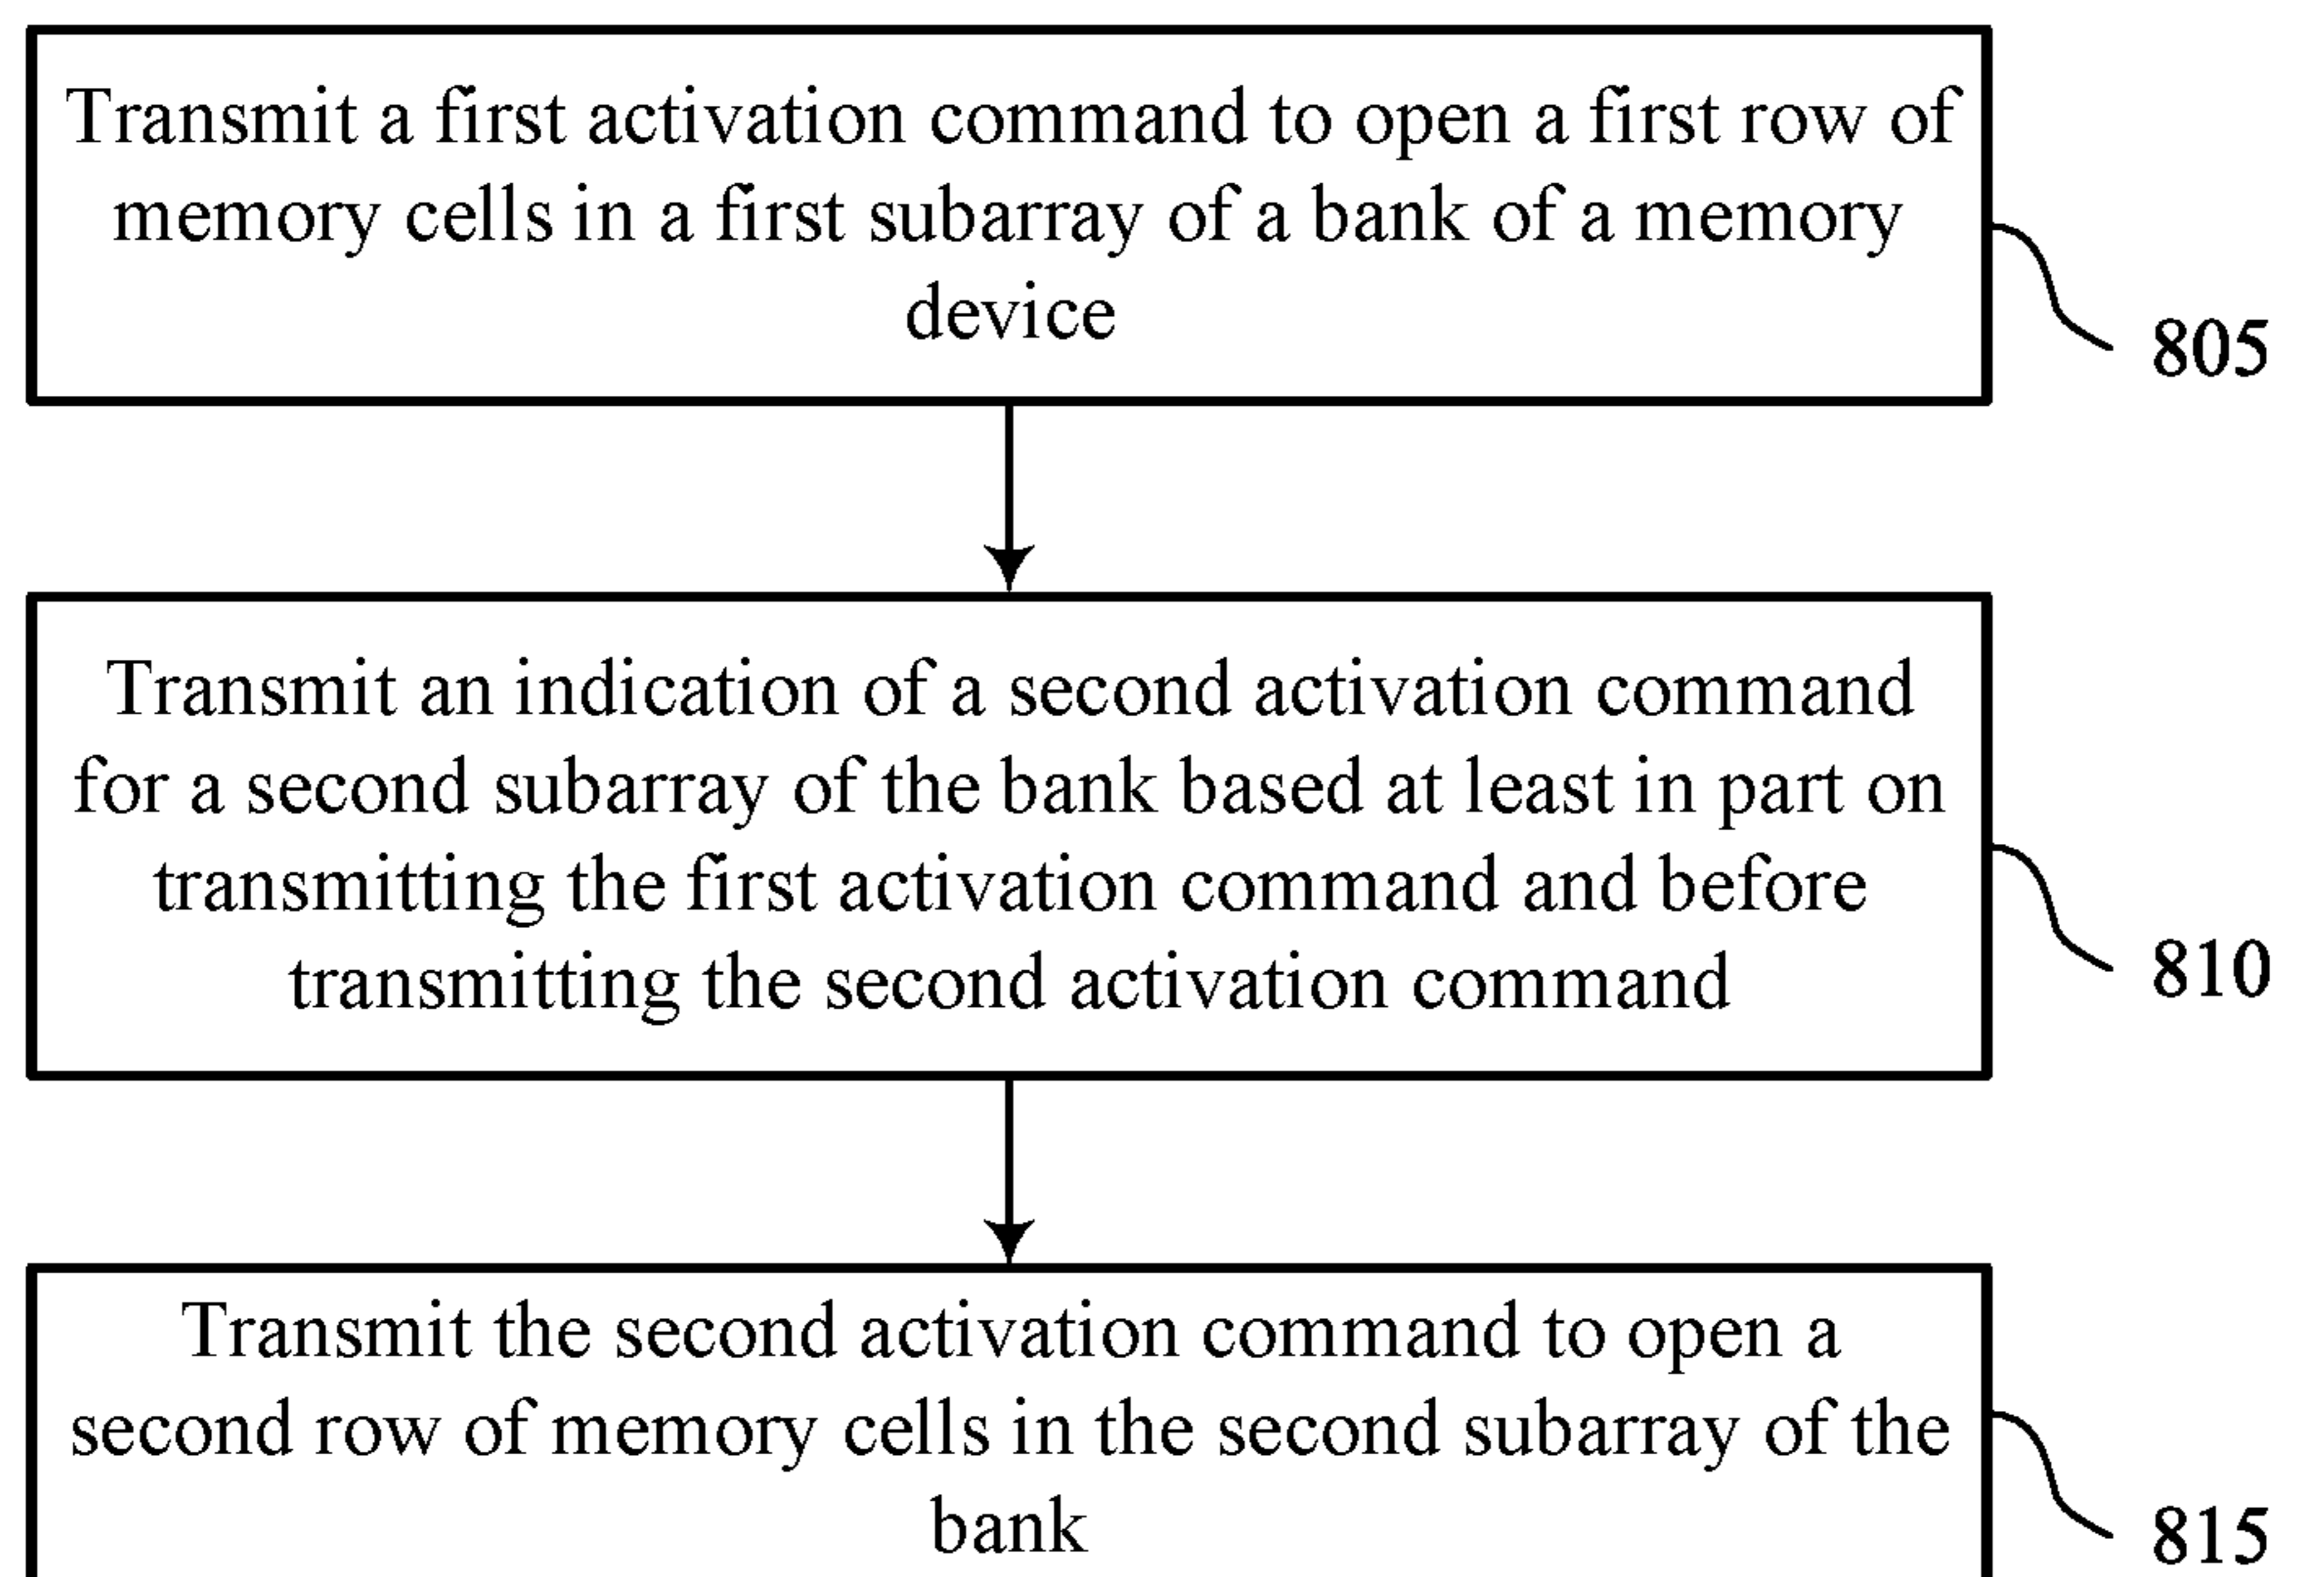 Transmit a first activation command to open a first row of
memory cells in a first subarray of a bank of a memory
device
805
Transmit an indication of a second activation command
for a second subarray of the bank based at least in part on
transmitting the first activation command and before
transmitting the second activation command
810
Transmit the second activation command to open a
second row of memory cells in the second subarray of the
bank
815